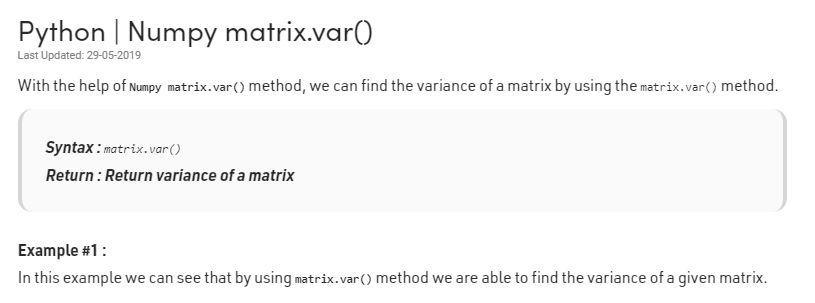 Python | Numpy matrix.var()
Last Updated: 29-05-2019
With the help of Numpy matrix.var() method, we can find the variance of a matrix by using the matrix.var() method.
Syntax : matrix.var()
Return : Return variance of a matrix
Example #1 :
In this example we can see that by using matrix.var() method we are able to find the variance of a given matrix.